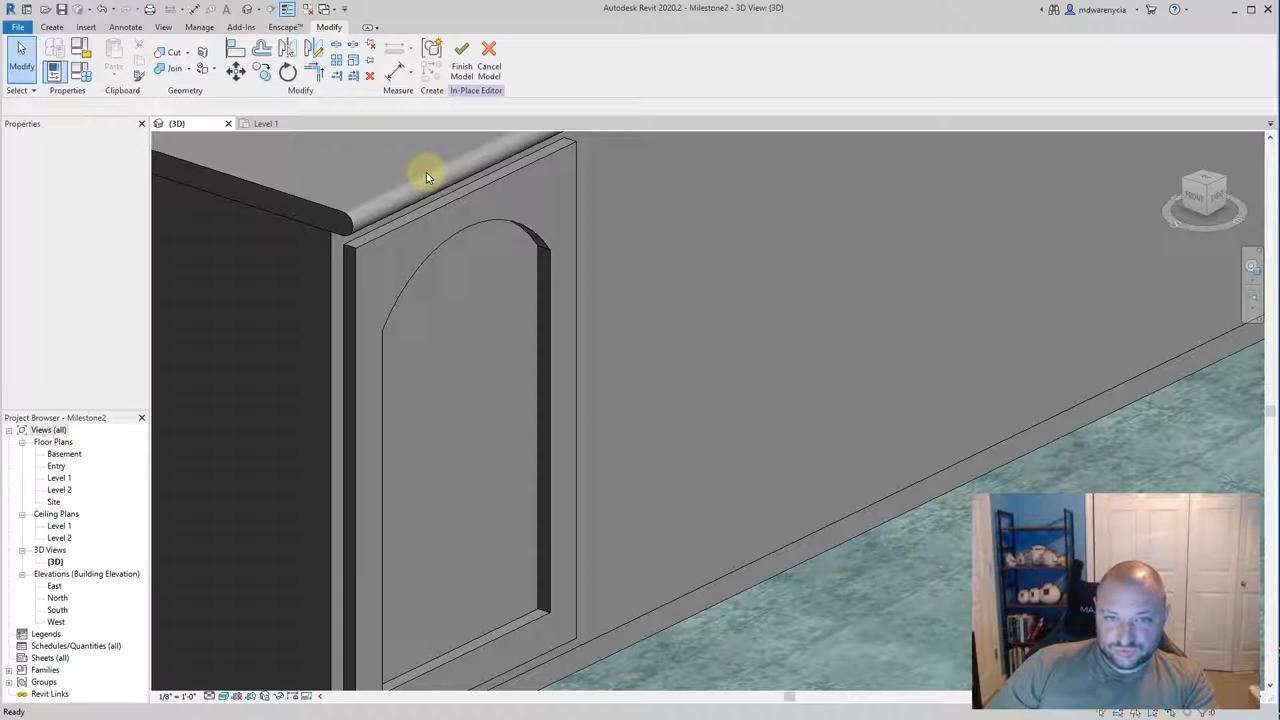 Autodesk Revit 2020.2 - Milestone2 - 3D View: {3D}
mdwarenycia
File
Create
Insert
Annotate
View
Manage
Add-Ins
Enscape™
Modify
Modify
Paste
Cut
Join
Finish
Model
Cancel
Model
Select
Properties
Clipboard
Geometry
Modify
Measure
Create
In-Place Editor
Properties
{3D}
Level 1
FRONT
Project Browser - Milestone2
Views (all)
Floor Plans
Basement
Entry
Level 1
Level 2
Site
Ceiling Plans
Level 1
Level 2
3D Views
{3D}
Elevations (Building Elevation)
East
North
South
West
Legends
Schedules/Quantities (all)
Sheets (all)
Families
Groups
Revit Links
1/8" = 1'-0"
Ready
:0